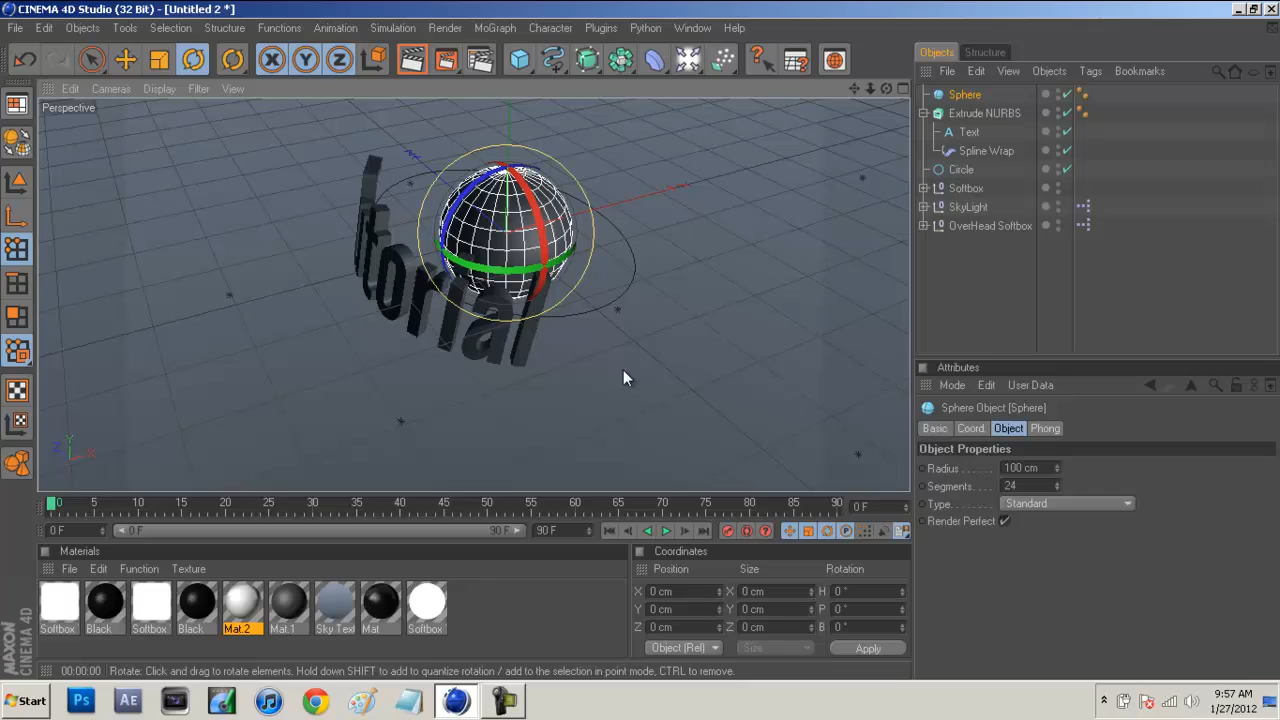 CINEMA 4D Studio (32 Bit) - [Untitled 2 *]
File Edit Objects Tools Selection Structure Functions Animation Simulation Render MoGraph Character Plugins Python Window Help
Objects Structure
File Edit View Objects Tags Bookmarks
Edit Cameras Display Filter View
Perspective
Sphere
Extrude NURBS
Text
Spline Wrap
Circle
Softbox
SkyLight
OverHead Softbox
torial
Y
Z X
Attributes
Mode Edit User Data
Sphere Object [Sphere]
Basic Coord. Object Phong
Object Properties
Radius 100 cm
Segments. 24
Type. Standard
Render Perfect
0 5 10 15 20 25 30 35 40 45 50 55 60 65 70 75 80 85 90 0 F
0 F 0 F 90 F 90 F
Materials
File Edit Function Texture
Softbox Black Softbox Black Mat.2 Mat.1 Sky Text Mat Softbox
Coordinates
Position Size Rotation
X 0 cm X 0 cm H 0 °
Y 0 cm Y 0 cm P 0 °
Z 0 cm Z 0 cm B 0 °
Object (Rel) Size Apply
MAXON CINEMA 4D
00:00:00 Rotate: Click and drag to rotate elements, Hold down SHIFT to add to quantize rotation / add to the selection in point mode, CTRL to remove.
Start Ps Ae
9:57 AM
1/27/2012